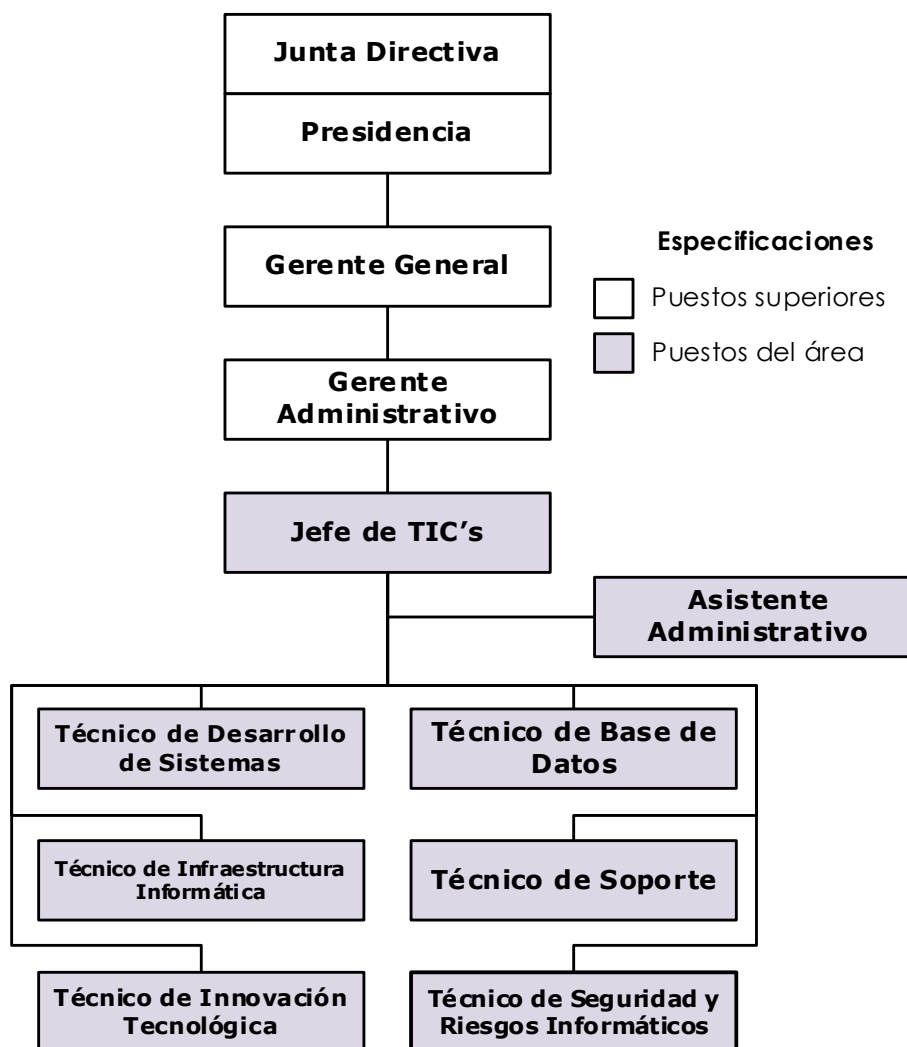 Junta Directiva
Presidencia
Gerente General
Especificaciones
Puestos superiores
Puestos del área
Gerente
Administrativo
Jefe de TIC’s
Asistente
Administrativo
Técnico de Desarrollo
de Sistemas
Técnico de Base de
Datos
Técnico de Infraestructura
Informática
Técnico de Soporte
Técnico de Innovación
Tecnológica
Técnico de Seguridad y
Riesgos Informáticos